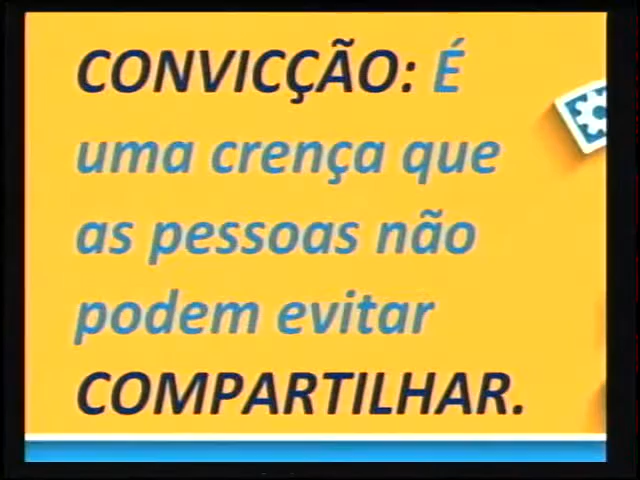 CONVICÇÃO: É
uma crença que
as pessoas não
podem evitar
COMPARTILHAR.